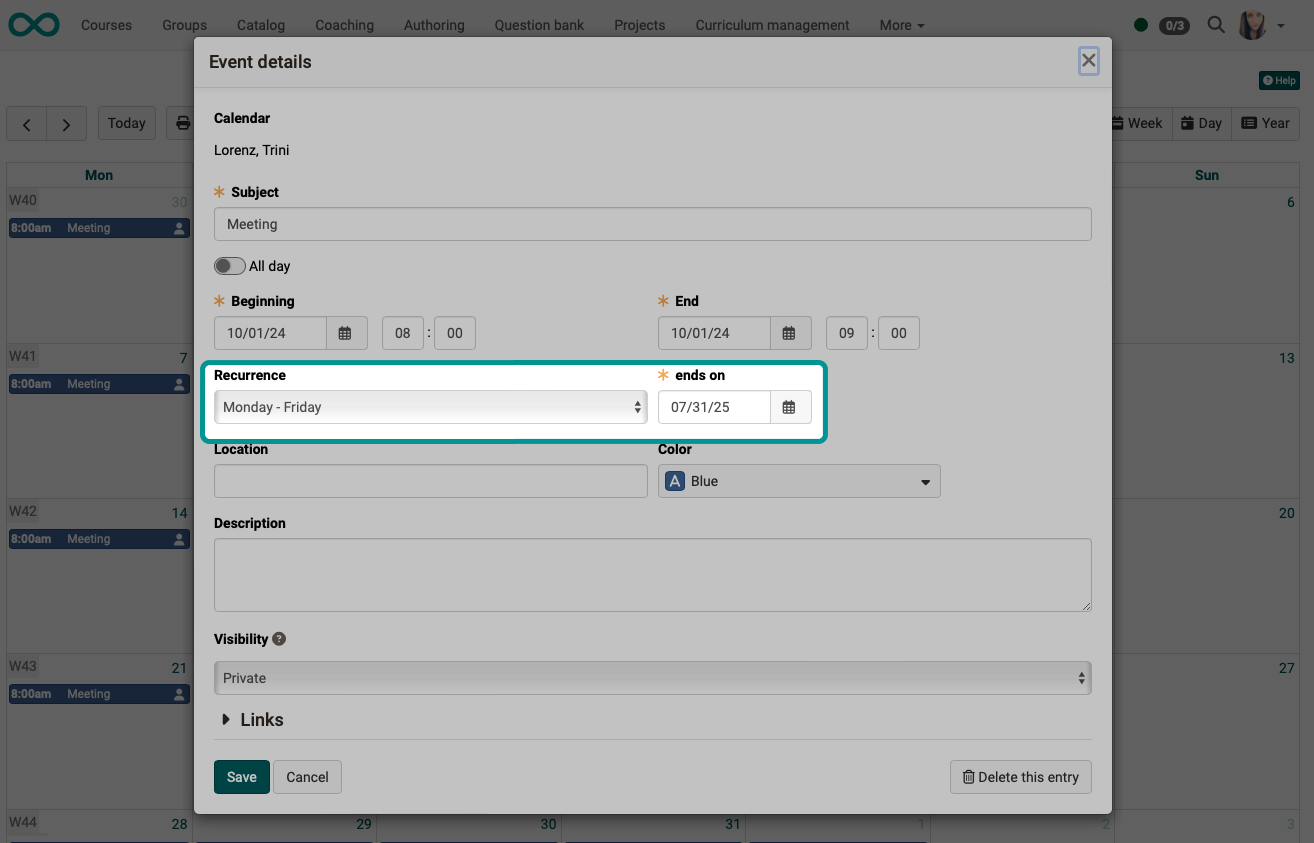 Courses Groups Catalog Coaching Authoring Question bank Projects Curriculum management More 0/3
Event details
Help
Today Week Day Year
Calendar
Lorenz, Trini
Mon Sun
Subject
W40 30 6
Meeting
8:00am Meeting
All day
Beginning End
10/01/24 08 : 00 10/01/24 09 : 00
W41 7 13
8:00am Meeting
Recurrence ends on
Monday - Friday 07/31/25
Location Color
A Blue
W42 14 20
8:00am Meeting
Description
Visibility ?
W43 21 27
Private
8:00am Meeting
Links
Save Cancel Delete this entry
W44 28 29 30 31 1 2 3